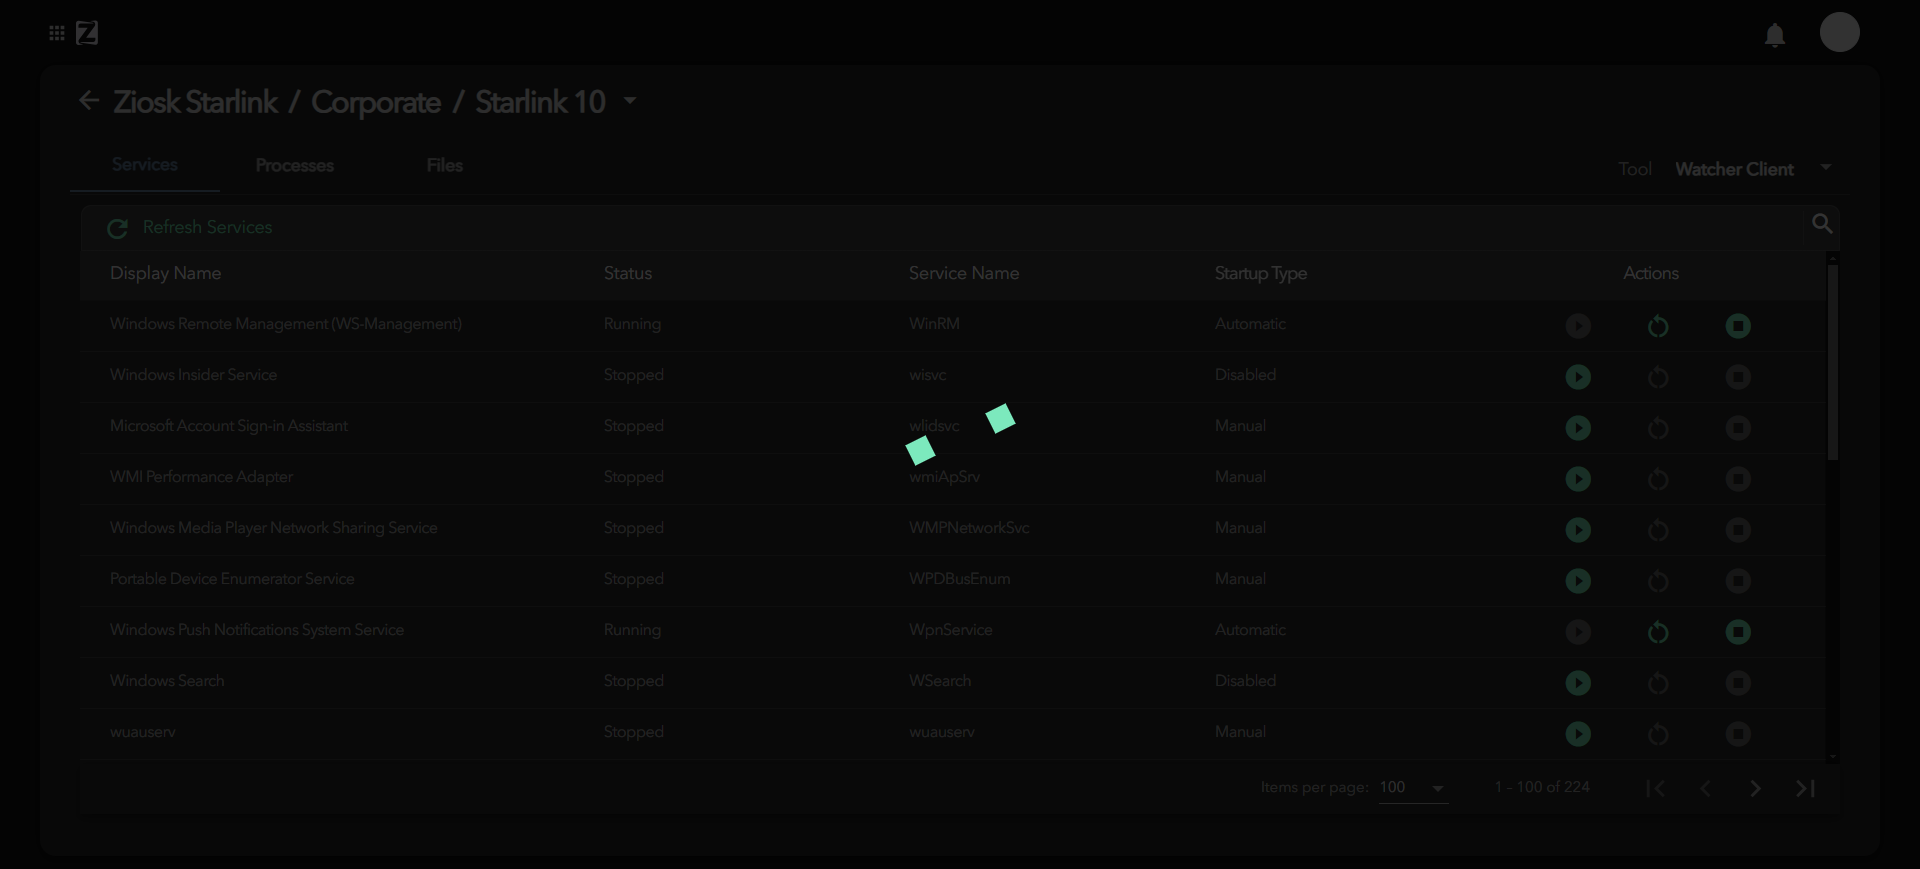 Z
Ziosk Starlink / Corporate / Starlink 10
Services Processes Files Tool Watcher Client
Refresh Services
Display Name Status Service Name Startup Type Actions
Windows Remote Management (WS-Management) Running WinRM Automatic
Windows Insider Service Stopped wisvc Disabled
Microsoft Account Sign-in Assistant Stopped wlidsvc Manual
WMI Performance Adapter Stopped wmiApSrv Manual
Windows Media Player Network Sharing Service Stopped WMPNetworkSvc Manual
Portable Device Enumerator Service Stopped WPDBusEnum Manual
Windows Push Notifications System Service Running WpnService Automatic
Windows Search Stopped WSearch Disabled
wuauserv Stopped wuauserv Manual
Items per page: 100 1 - 100 of 224